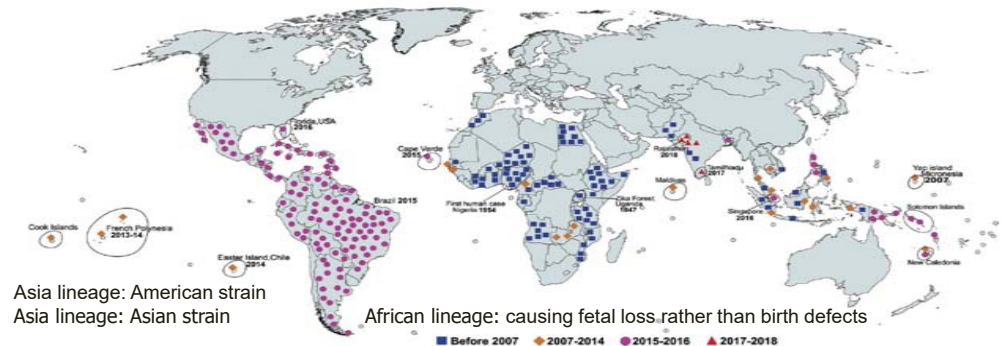 Florida, USA
2016
Cape Verde
2015
Rajasthan
2018
Tamilnadu
2017
Maldives
Yap island
Micronesia
2007
Brazil 2015
First human case
Nigeria 1954
Zika Forest
Uganda,
1947
Singapore
2016
Solomon Islands
Cook Islands
French Polynesia
2013-14
Easter Island,Chile
2014
New Caledonia
Asia lineage: American strain
Asia lineage: Asian strain
African lineage: causing fetal loss rather than birth defects
Before 2007
2007-2014
2015-2016
2017-2018